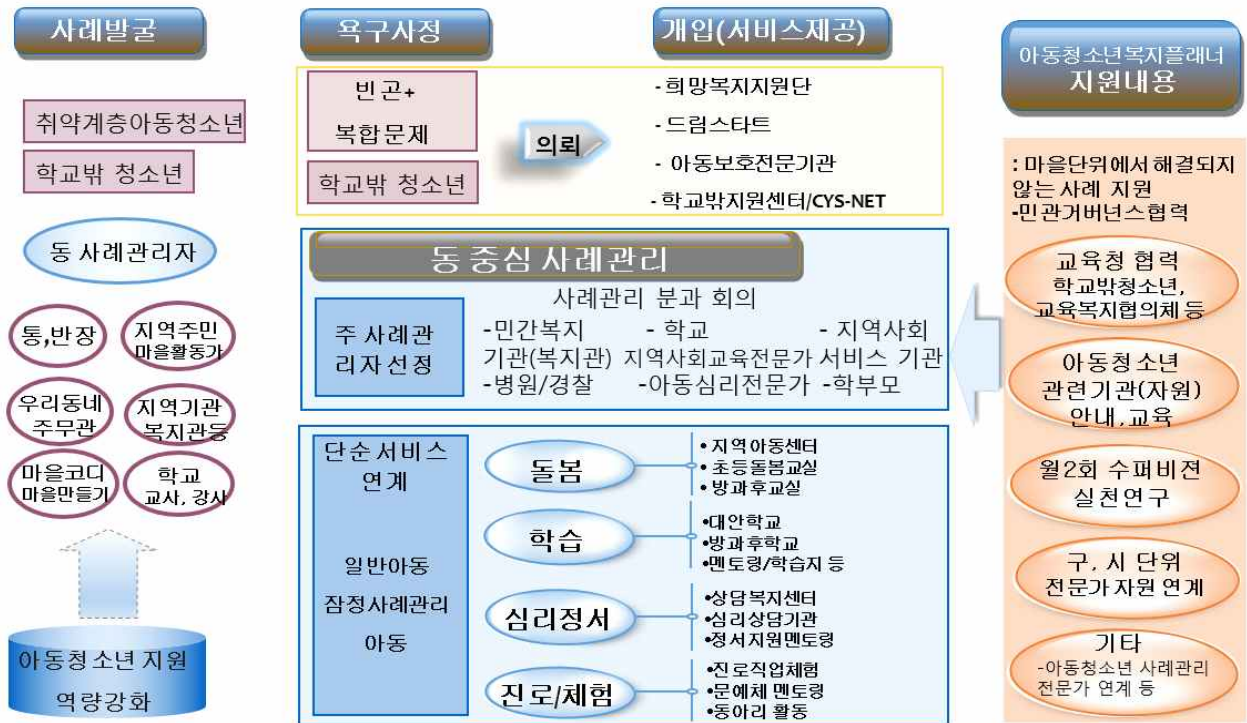 사례발굴
욕구사정
개입(서비스제공)
아동청소년복지플래너
지원내용
취약계층아동청소년
학교밖 청소년
동 사례관리자
통,반장
지역주민
마을활동가
우리동네
주무관
지역기관
복지관등
마을코디
마을만들기
학교
교사, 강사
아동청소년 지원
역량강화
빈곤+
복합문제
학교밖 청소년
의뢰
- 희망복지지원단
- 드림스타트
- 아동보호전문기관
- 학교밖지원센터/CYS-NET
동 중심 사례관리
주 사례관
리자선정
사례관리 분과 회의
-민간복지 - 학교 - 지역사회
기관(복지관) 지역사회교육전문가 서비스 기관
-병원/경찰 -아동심리전문가 -학부모
단순서비스
연계
일반아동
잠정사례관리
아동
돌봄
• 지역아동센터
• 초등돌봄교실
• 방과후교실
학습
•대안학교
•방과후학교
•멘토링/학습지 등
심리정서
•상담복지센터
•심리상담기관
•정서지원멘토링
진로/체험
•진로직업체험
•문예체 멘토링
•동아리 활동
: 마을단위에서 해결되지
않는 사례 지원
-민관거버넌스협력
교육청 협력
학교밖청소년,
교육복지협의체 등
아동청소년
관련기관(자원)
안내,교육
월2회 수퍼비젼
실천연구
구, 시 단위
전문가자원 연계
기타
-아동청소년 사례관리
전문가 연계 등